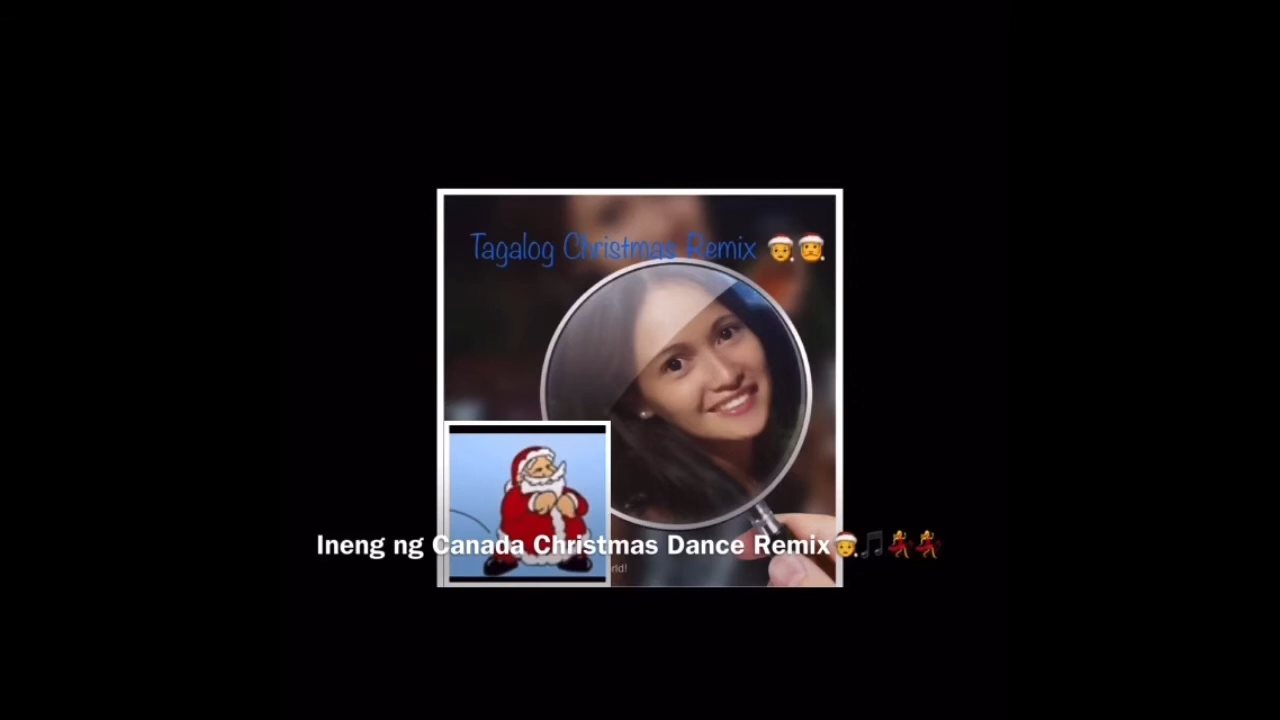 Tagalog Christmas Remix 🤶🎅
Ineng ng Canada Christmas Dance Remix🤶🎵💃💃